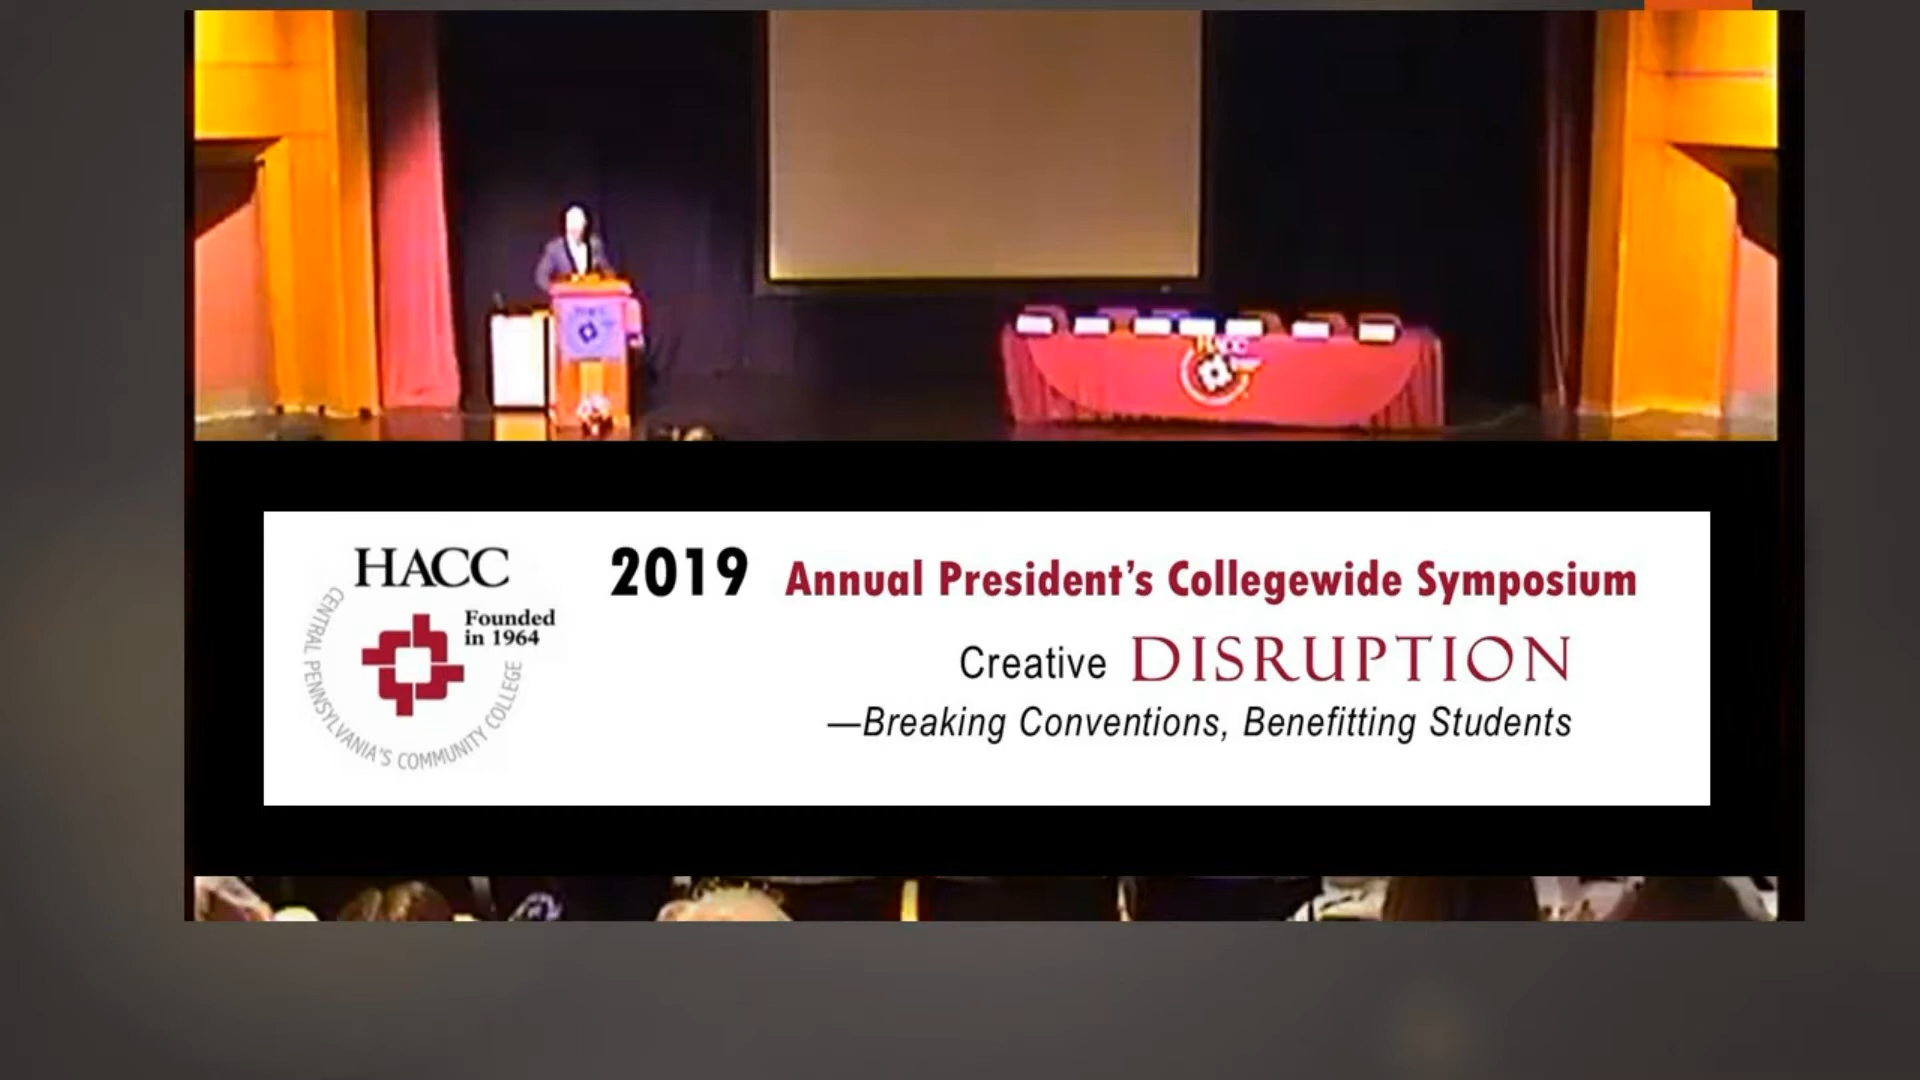 HACC
HACC
Founded
in 1964
CENTRAL PENNSYLVANIA'S COMMUNITY COLLEGE
2019 Annual President's Collegewide Symposium
Creative DISRUPTION
—Breaking Conventions, Benefitting Students